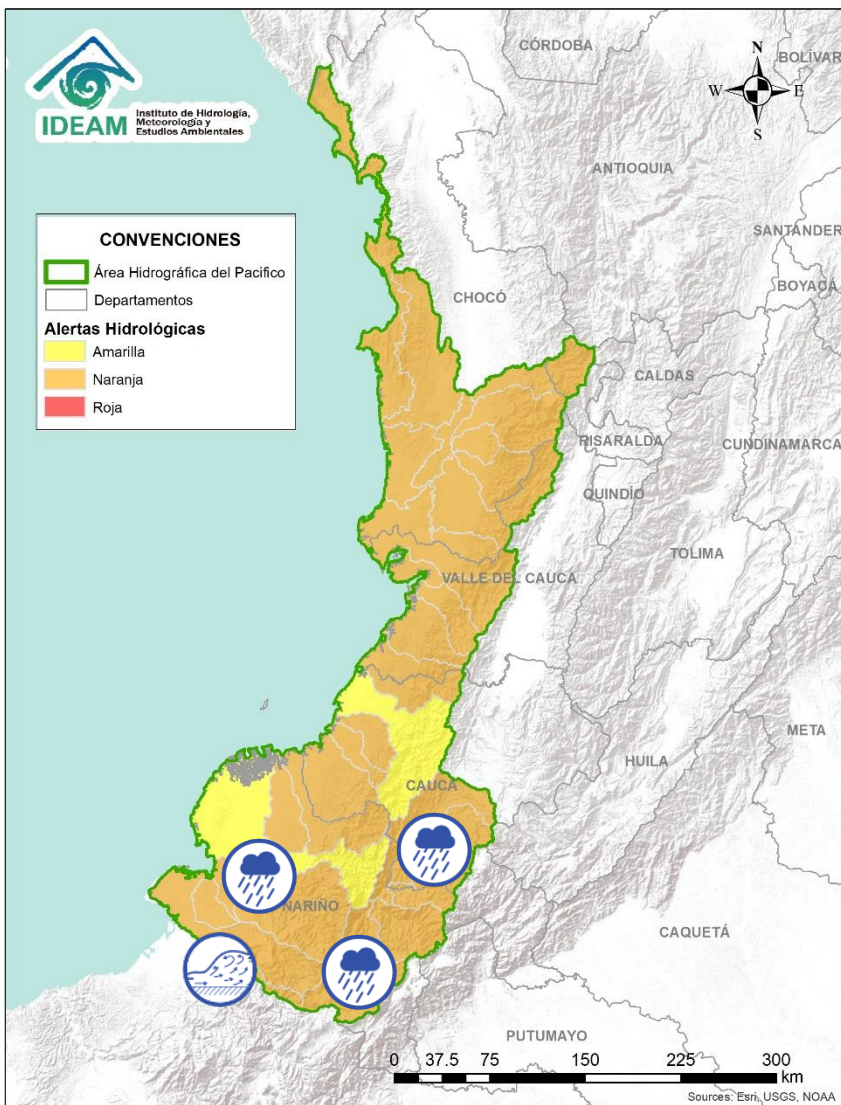 IDEAM
Instituto de Hidrología,
Meteorología y
Estudios Ambientales
CONVENCIONES
Área Hidrográfica del Pacifico
Departamentos
Alertas Hidrológicas
Amarilla
Naranja
Roja
N
W
E
S
CÓRDOBA
BOLÍVAR
ANTIOQUIA
SANTANDER
BOYACÁ
CHOCÓ
CALDAS
RISARALDA
CUNDINAMARCA
QUINDÍO
TOLIMA
VALLE DEL CAUCA
META
HUILA
CAUCA
NARIÑO
CAQUETÁ
PUTUMAYO
0 37.5 75 150 225 300
km
Sources: Esri, USGS, NOAA